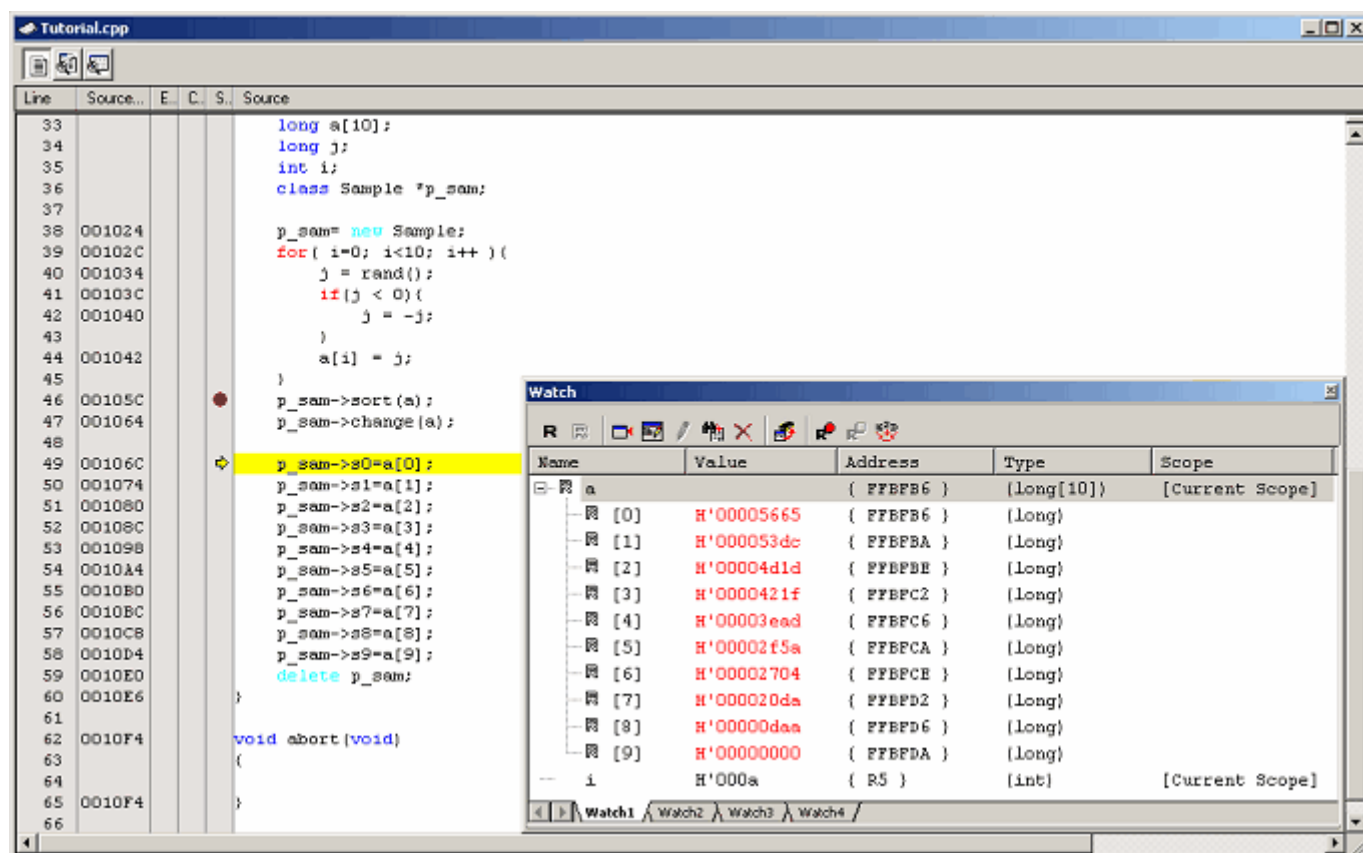 Tutorial.cpp
Line Source... E.. C.. S.. Source
33 long a[10];
34 long j;
35 int i;
36 class Sample *p_sam;
37
38 001024 p_sam= new Sample;
39 00102C for( i=0; i<10; i++ ){
40 001034 j = rand();
41 00103C if(j < 0){
42 001040 j = -j;
43 }
44 001042 a[i] = j;
45 }
46 00105C p_sam->sort(a);
47 001064 p_sam->change(a);
48
49 00106C p_sam->s0=a[0];
50 001074 p_sam->s1=a[1];
51 001080 p_sam->s2=a[2];
52 00108C p_sam->s3=a[3];
53 001098 p_sam->s4=a[4];
54 0010A4 p_sam->s5=a[5];
55 0010B0 p_sam->s6=a[6];
56 0010BC p_sam->s7=a[7];
57 0010C8 p_sam->s8=a[8];
58 0010D4 p_sam->s9=a[9];
59 0010E0 delete p_sam;
60 0010E6 }
61
62 0010F4 void abort(void)
63 {
64
65 0010F4 }
66
Watch
R
Name Value Address Type Scope
a { FFBFB6 } (long[10]) [Current Scope]
[0] H'00005665 { FFBFB6 } (long)
[1] H'000053dc { FFBFBA } (long)
[2] H'00004d1d { FFBFBE } (long)
[3] H'0000421f { FFBFC2 } (long)
[4] H'00003ead { FFBFC6 } (long)
[5] H'00002f5a { FFBFCA } (long)
[6] H'00002704 { FFBFCE } (long)
[7] H'000020da { FFBFD2 } (long)
[8] H'00000daa { FFBFD6 } (long)
[9] H'00000000 { FFBFDA } (long)
i H'000a { R5 } (int) [Current Scope]
Watch1 Watch2 Watch3 Watch4